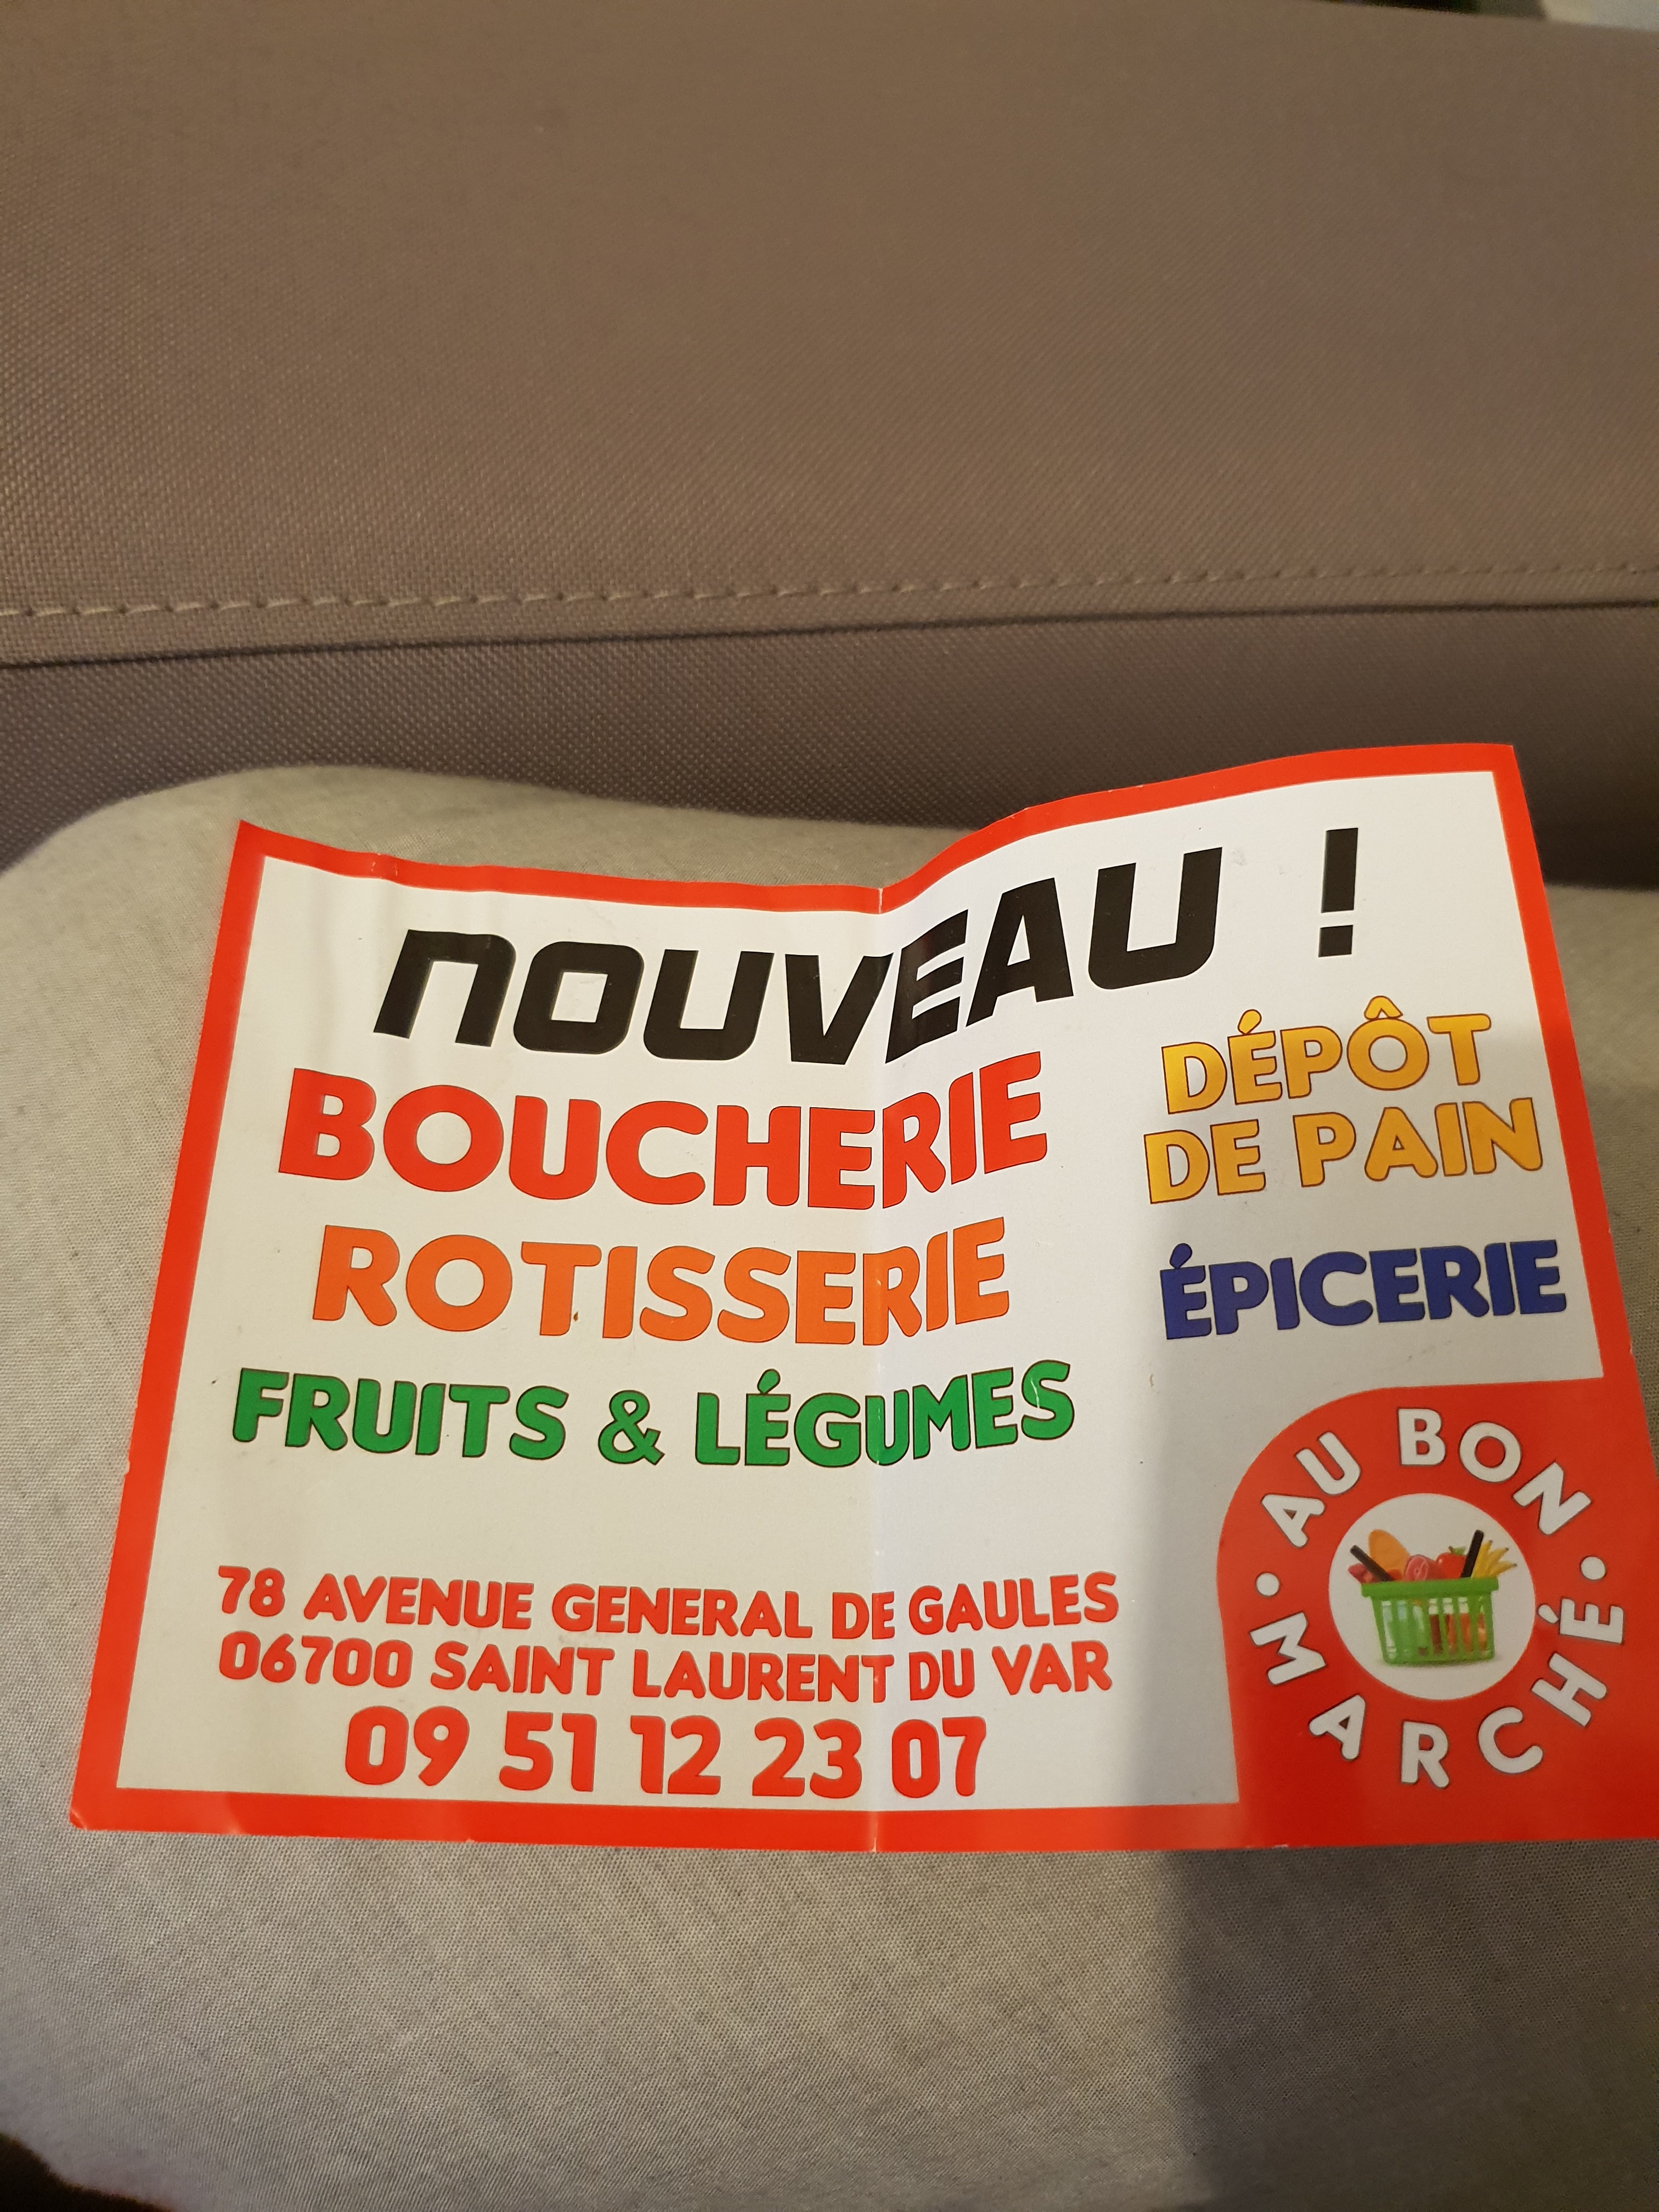 NOUVEAU !
BOUCHERIE
ROTISSERIE
FRUITS & LÉGUMES
DÉPÔT
DE PAIN
ÉPICERIE
78 AVENUE GENERAL DE GAULES
06700 SAINT LAURENT DU VAR
09 51 12 23 07
• AU BON •
MARCHÉ